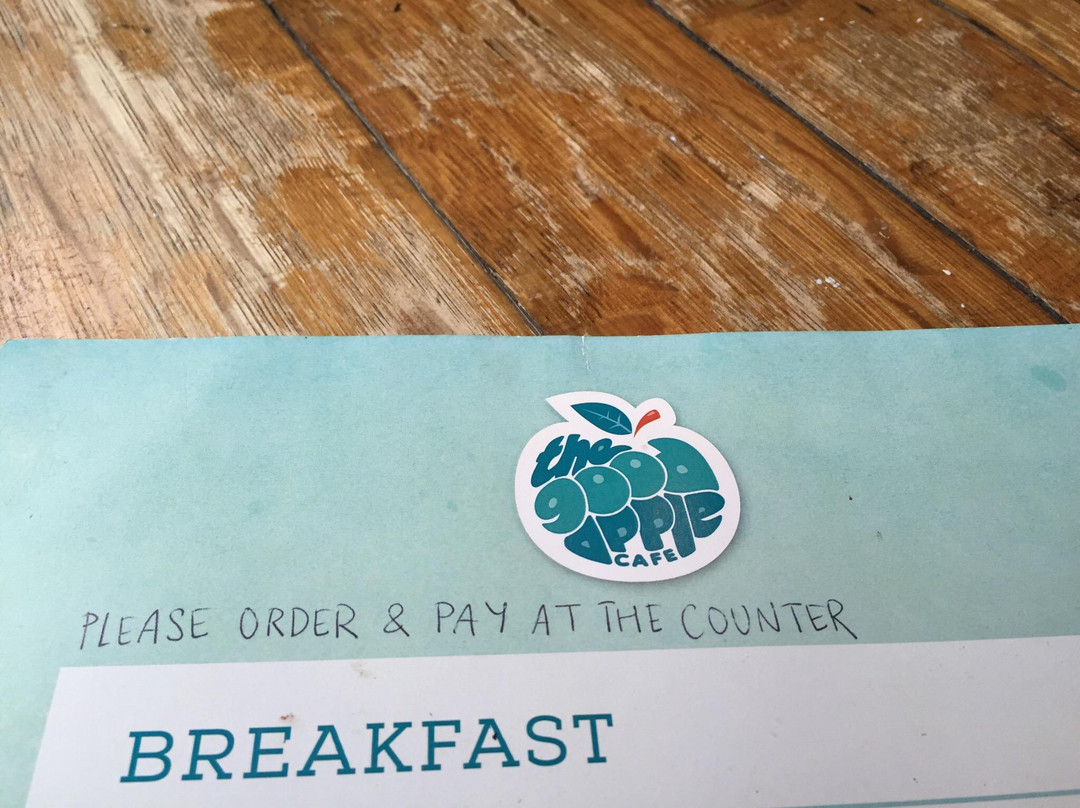 the
good
apple
CAFE
PLEASE ORDER & PAY AT THE COUNTER
BREAKFAST